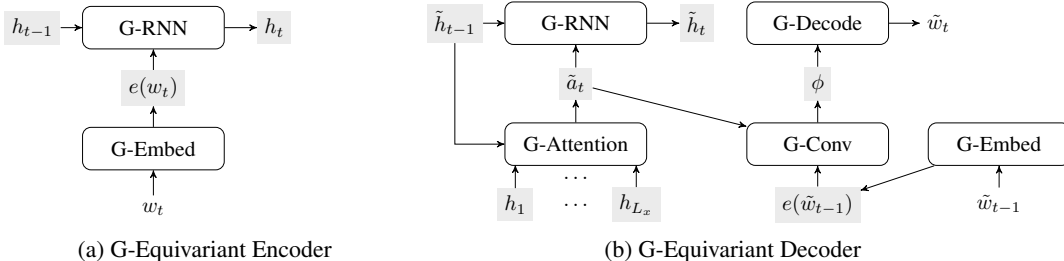 h_{t−1} G-RNN h_t
e(w_t)
G-Embed
w_t
(a) G-Equivariant Encoder
h̃_{t−1} G-RNN h̃_t G-Decode w̃_t
ã_t ϕ
G-Attention G-Conv G-Embed
...
h_1 ... h_{L_x} e(w̃_{t−1}) w̃_{t−1}
(b) G-Equivariant Decoder